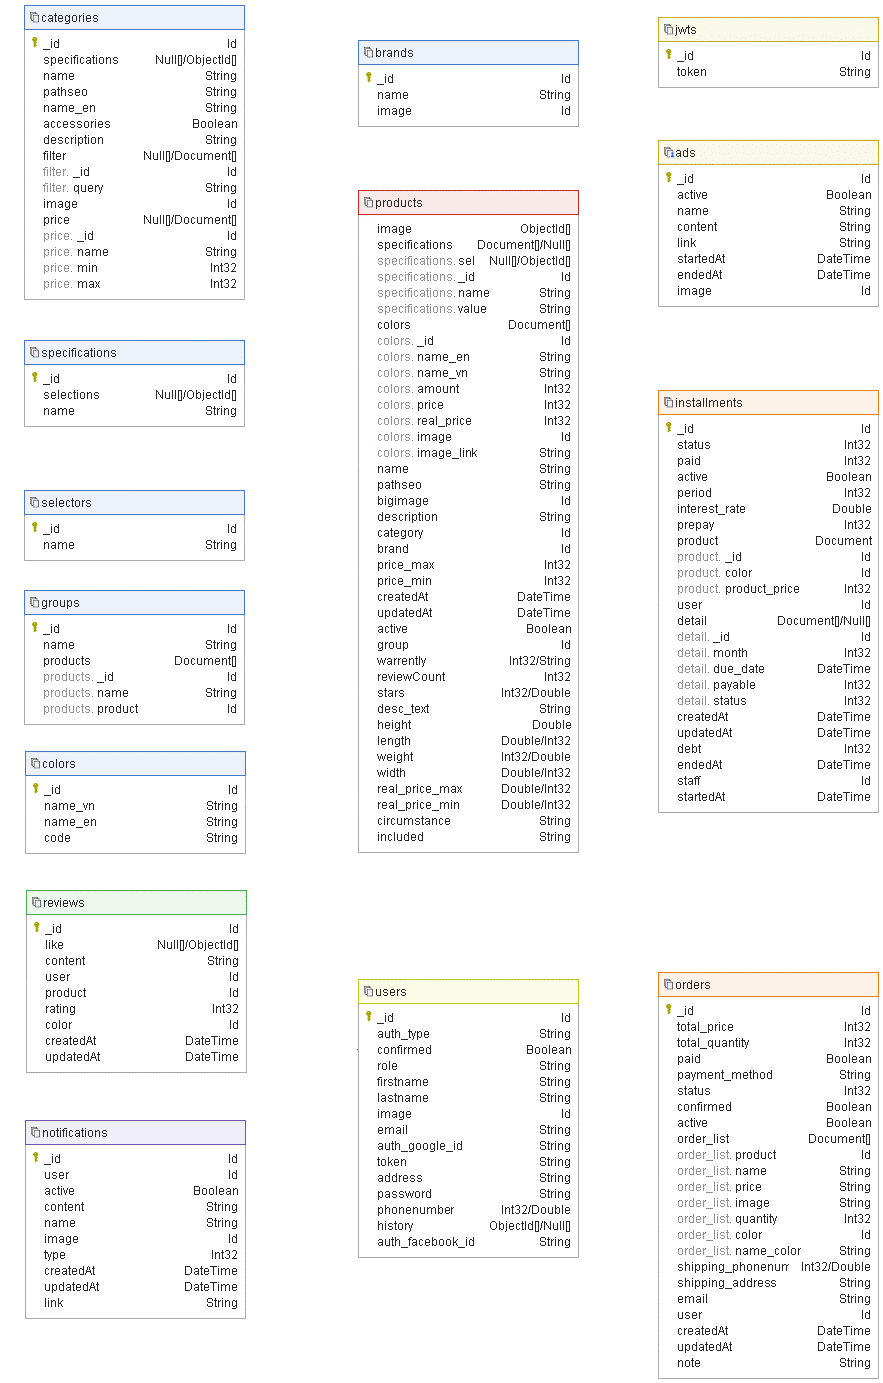 categories
_id Id
specifications Null[]/ObjectId[]
name String
pathseo String
name_en String
accessories Boolean
description String
filter Null[]/Document[]
filter. _id Id
filter. query String
image Id
price Null[]/Document[]
price. _id Id
price. name String
price. min Int32
price. max Int32
specifications
_id Id
selections Null[]/ObjectId[]
name String
selectors
_id Id
name String
groups
_id Id
name String
products Document[]
products. _id Id
products. name String
products. product Id
colors
_id Id
name_vn String
name_en String
code String
reviews
_id Id
like Null[]/ObjectId[]
content String
user Id
product Id
rating Int32
color Id
createdAt DateTime
updatedAt DateTime
notifications
_id Id
user Id
active Boolean
content String
name String
image Id
type Int32
createdAt DateTime
updatedAt DateTime
link String
brands
_id Id
name String
image Id
products
image ObjectId[]
specifications Document[]/Null[]
specifications. sel Null[]/ObjectId[]
specifications. _id Id
specifications. name String
specifications. value String
colors Document[]
colors. _id Id
colors. name_en String
colors. name_vn String
colors. amount Int32
colors. price Int32
colors. real_price Int32
colors. image Id
colors. image_link String
name String
pathseo String
bigimage Id
description String
category Id
brand Id
price_max Int32
price_min Int32
createdAt DateTime
updatedAt DateTime
active Boolean
group Id
warrently Int32/String
reviewCount Int32
stars Int32/Double
desc_text String
height Double
length Double/Int32
weight Int32/Double
width Double/Int32
real_price_max Double/Int32
real_price_min Double/Int32
circumstance String
included String
users
_id Id
auth_type String
confirmed Boolean
role String
firstname String
lastname String
image Id
email String
auth_google_id String
token String
address String
password String
phonenumber Int32/Double
history ObjectId[]/Null[]
auth_facebook_id String
jwts
_id Id
token String
ads
_id Id
active Boolean
name String
content String
link String
startedAt DateTime
endedAt DateTime
image Id
installments
_id Id
status Int32
paid Int32
active Boolean
period Int32
interest_rate Double
prepay Int32
product Document
product. _id Id
product. color Id
product. product_price Int32
user Id
detail Document[]/Null[]
detail. _id Id
detail. month Int32
detail. due_date DateTime
detail. payable Int32
detail. status Int32
createdAt DateTime
updatedAt DateTime
debt Int32
endedAt DateTime
staff Id
startedAt DateTime
orders
_id Id
total_price Int32
total_quantity Int32
paid Boolean
payment_method String
status Int32
confirmed Boolean
active Boolean
order_list Document[]
order_list. product Id
order_list. name String
order_list. price String
order_list. image String
order_list. quantity Int32
order_list. color Id
order_list. name_color String
shipping_phonenum Int32/Double
shipping_address String
email String
user Id
createdAt DateTime
updatedAt DateTime
note String